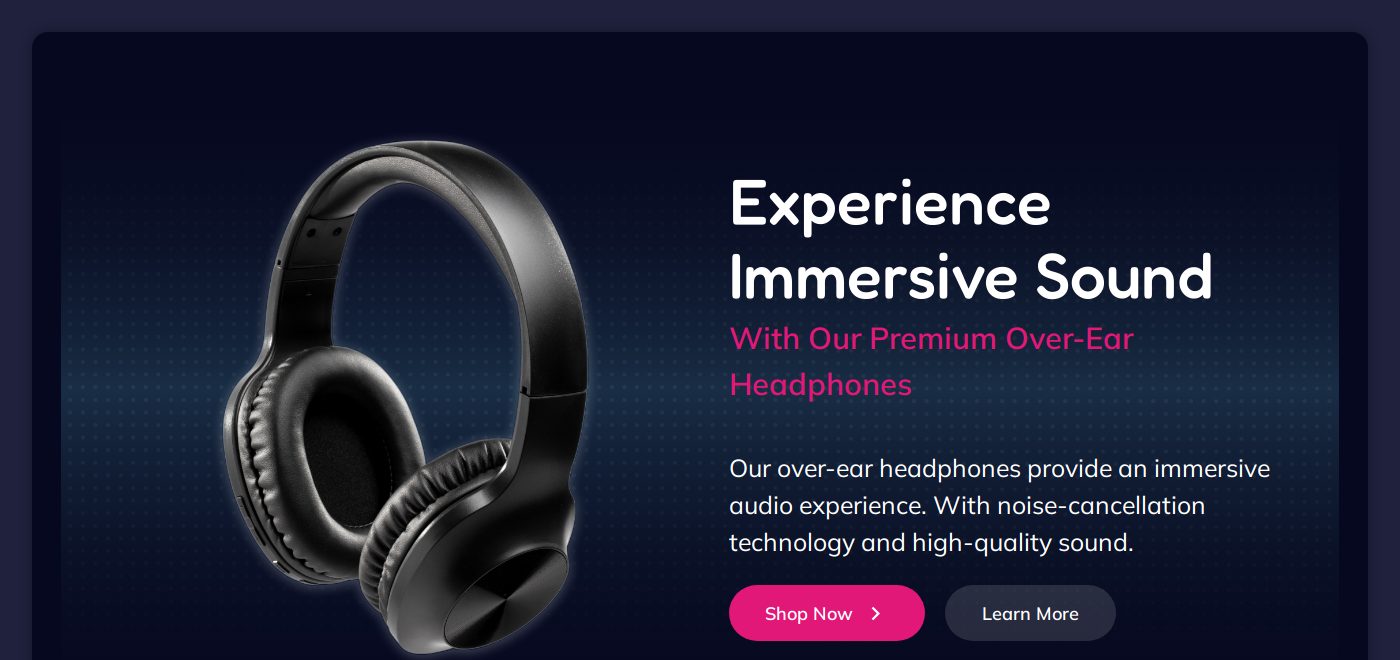 Experience
Immersive Sound
With Our Premium Over-Ear
Headphones
Our over-ear headphones provide an immersive
audio experience. With noise-cancellation
technology and high-quality sound.
Shop Now
Learn More